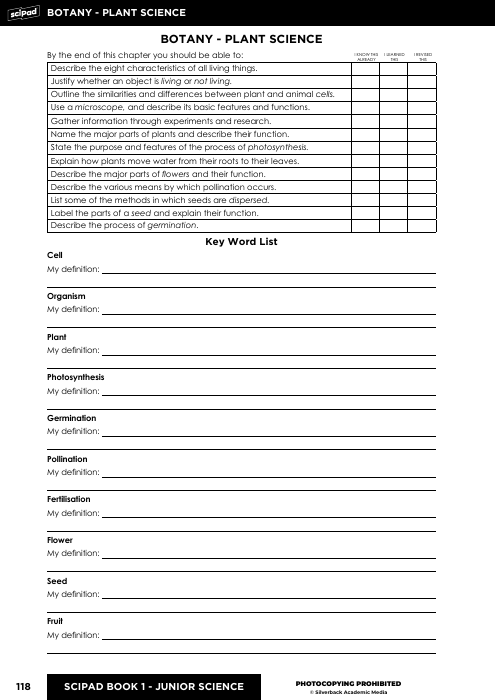 scipad BOTANY - PLANT SCIENCE
BOTANY - PLANT SCIENCE
By the end of this chapter you should be able to:
I KNOW THIS ALREADY
I LEARNED THIS
I REVISED THIS
Describe the eight characteristics of all living things.
Justify whether an object is living or not living.
Outline the similarities and differences between plant and animal cells.
Use a microscope, and describe its basic features and functions.
Gather information through experiments and research.
Name the major parts of plants and describe their function.
State the purpose and features of the process of photosynthesis.
Explain how plants move water from their roots to their leaves.
Describe the major parts of flowers and their function.
Describe the various means by which pollination occurs.
List some of the methods in which seeds are dispersed.
Label the parts of a seed and explain their function.
Describe the process of germination.
Key Word List
Cell
My definition:
Organism
My definition:
Plant
My definition:
Photosynthesis
My definition:
Germination
My definition:
Pollination
My definition:
Fertilisation
My definition:
Flower
My definition:
Seed
My definition:
Fruit
My definition:
118 SCIPAD BOOK 1 - JUNIOR SCIENCE
PHOTOCOPYING PROHIBITED
© Silverback Academic Media